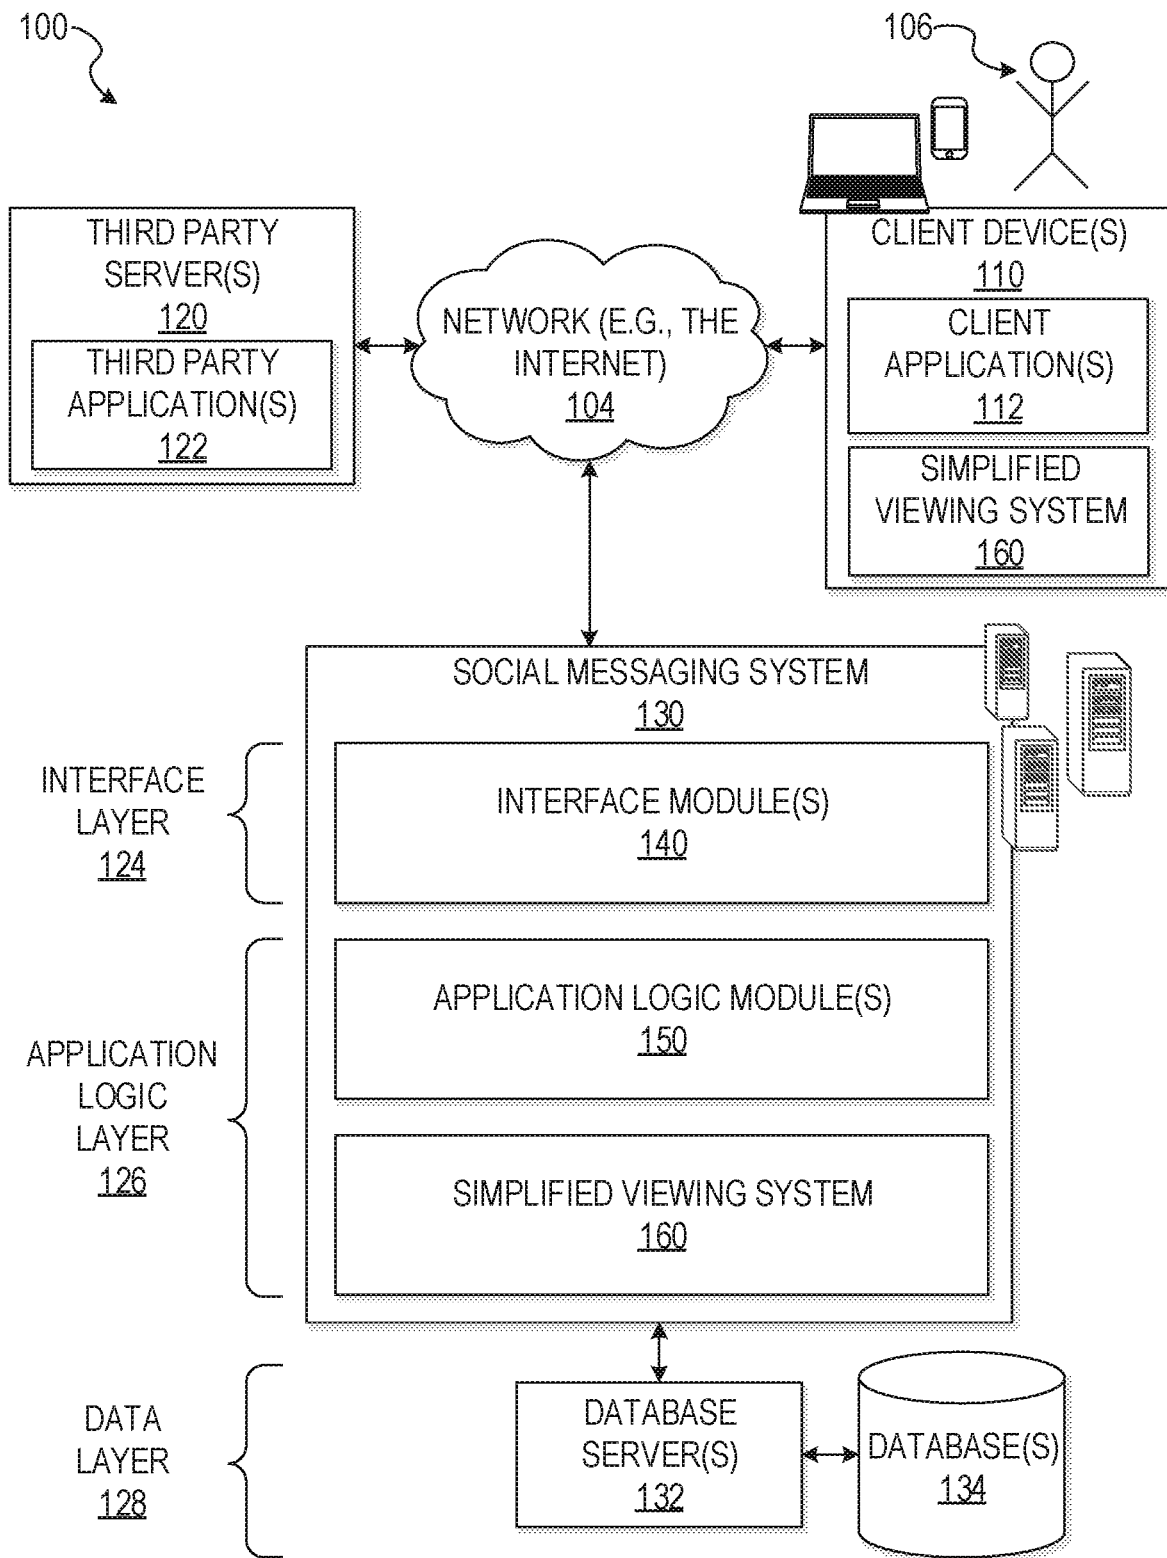 100
106
THIRD PARTY
SERVER(S)
120
THIRD PARTY
APPLICATION(S)
122
NETWORK (E.G., THE
INTERNET)
104
CLIENT DEVICE(S)
110
CLIENT
APPLICATION(S)
112
SIMPLIFIED
VIEWING SYSTEM
160
SOCIAL MESSAGING SYSTEM
130
INTERFACE
LAYER
124
INTERFACE MODULE(S)
140
APPLICATION
LOGIC
LAYER
126
APPLICATION LOGIC MODULE(S)
150
SIMPLIFIED VIEWING SYSTEM
160
DATA
LAYER
128
DATABASE
SERVER(S)
132
DATABASE(S)
134